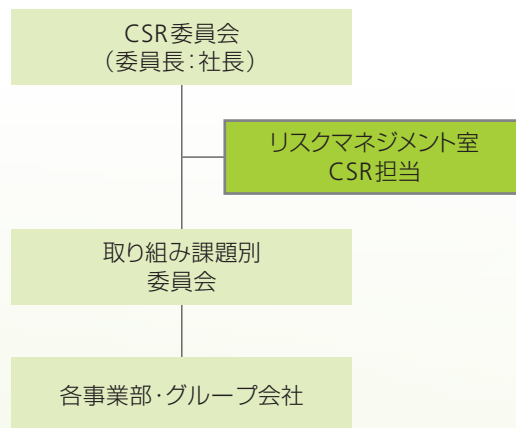 CSR委員会
（委員長：社長）
リスクマネジメント室
CSR担当
取り組み課題別
委員会
各事業部・グループ会社